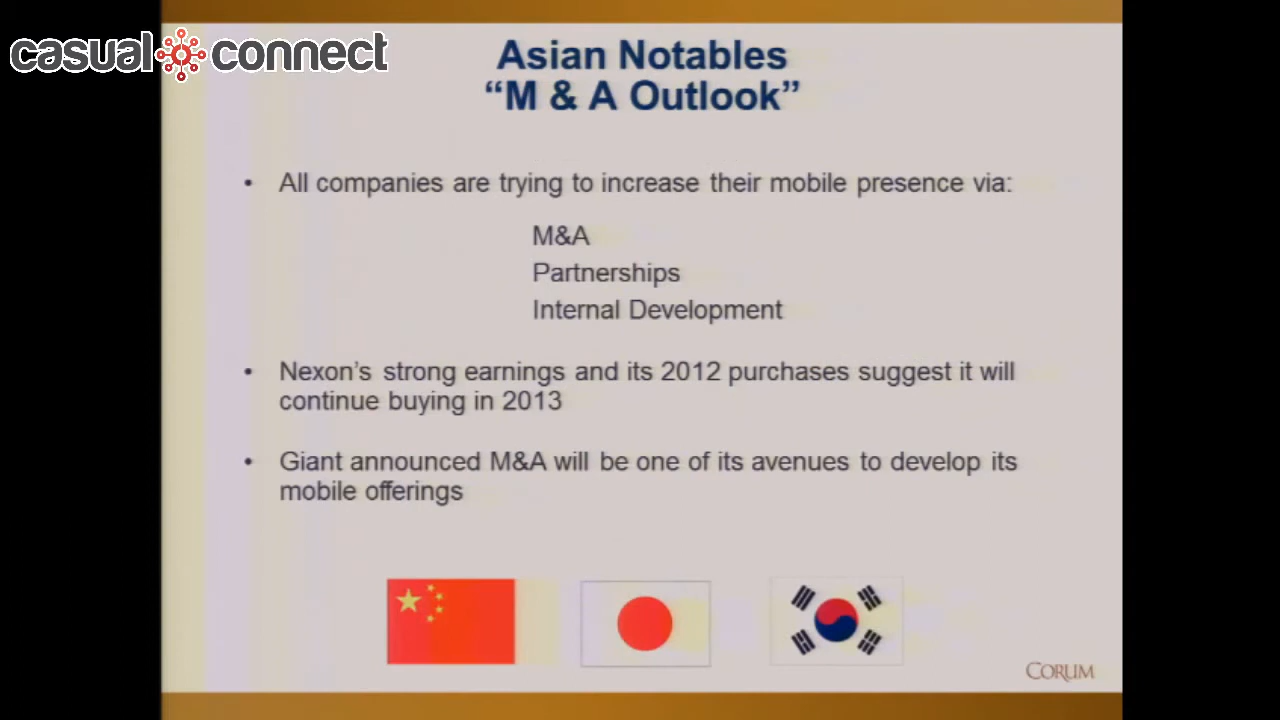 casual connect
Asian Notables
“M & A Outlook”
• All companies are trying to increase their mobile presence via:
M&A
Partnerships
Internal Development
• Nexon's strong earnings and its 2012 purchases suggest it will
continue buying in 2013
• Giant announced M&A will be one of its avenues to develop its
mobile offerings
CORUM